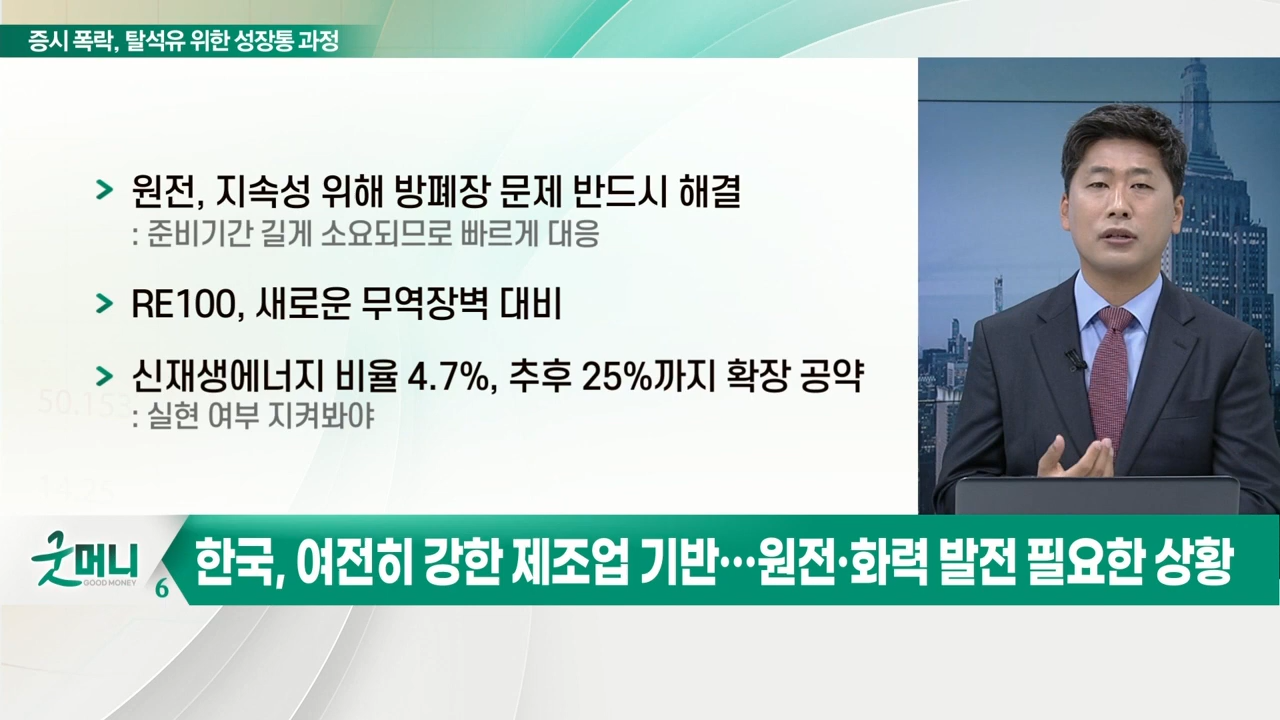 증시 폭락, 탈석유 위한 성장통 과정
> 원전, 지속성 위해 방폐장 문제 반드시 해결
: 준비기간 길게 소요되므로 빠르게 대응
> RE100, 새로운 무역장벽 대비
> 신재생에너지 비율 4.7%, 추후 25%까지 확장 공약
: 실현 여부 지켜봐야
50.153
14.25
굿머니
GOOD MONEY
6
한국, 여전히 강한 제조업 기반···원전·화력 발전 필요한 상황